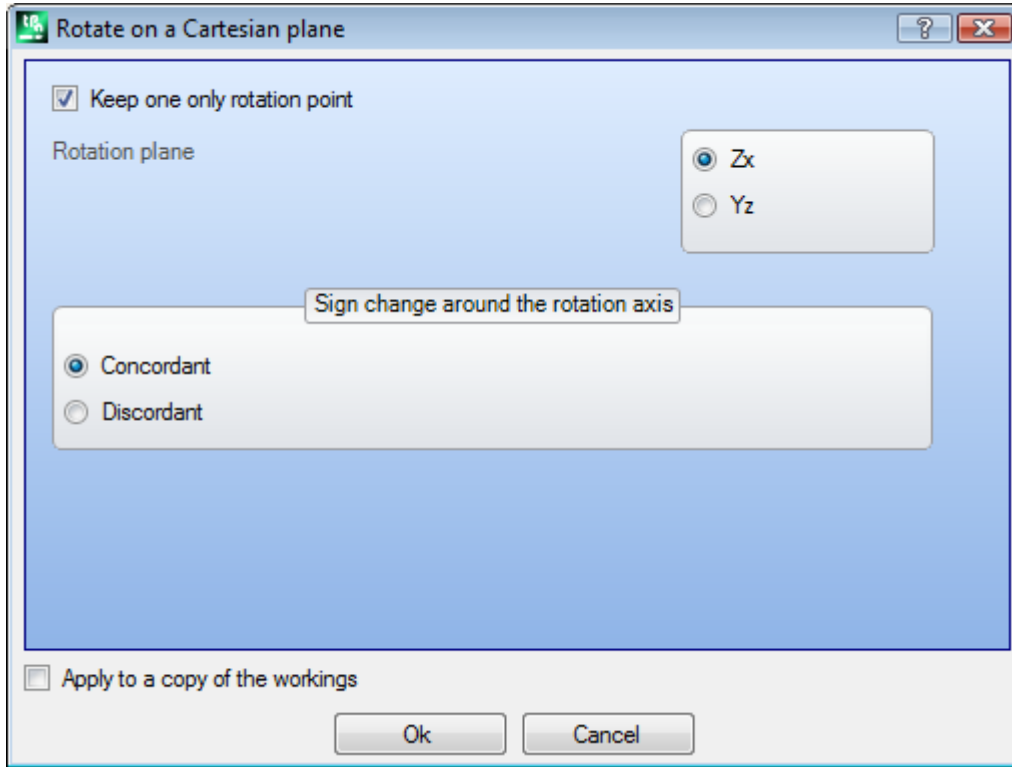 Rotate on a Cartesian plane
Keep one only rotation point
Rotation plane
Zx
Yz
Sign change around the rotation axis
Concordant
Discordant
Apply to a copy of the workings
Ok
Cancel